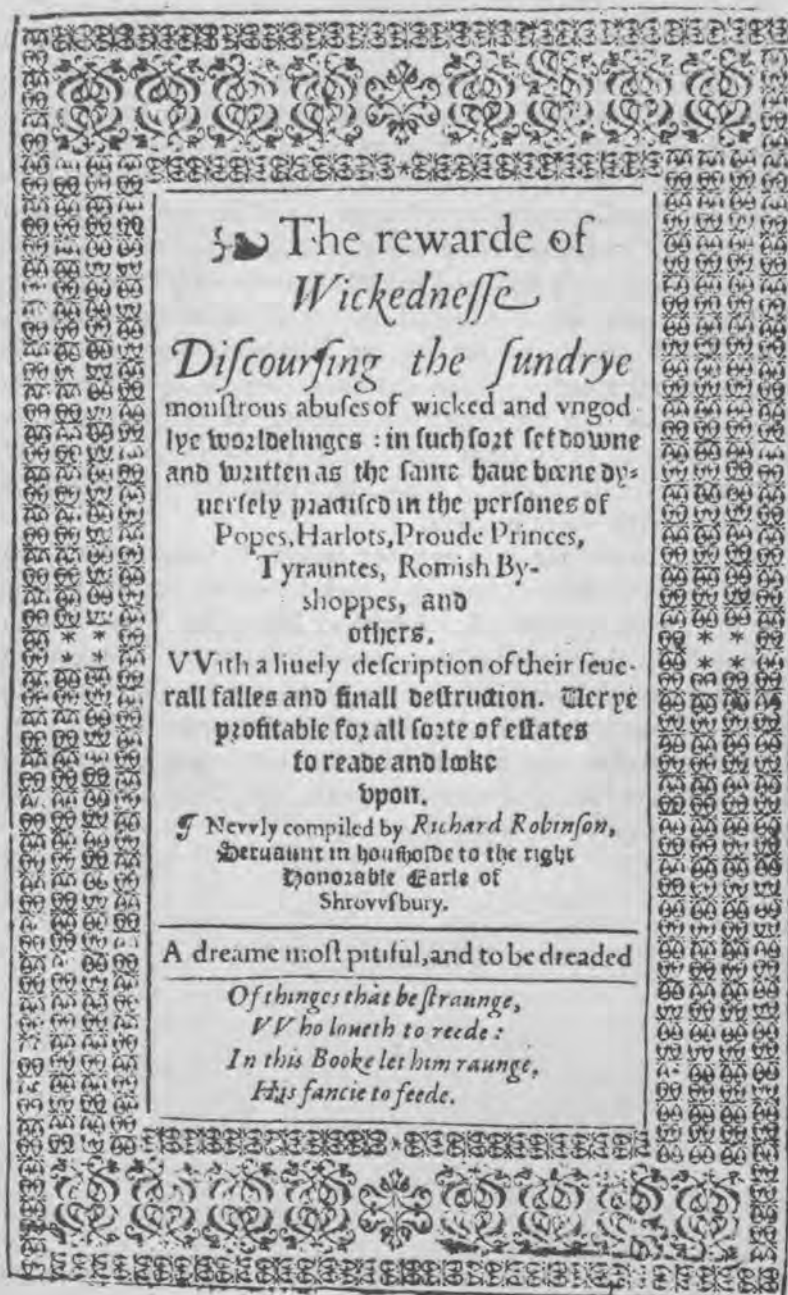 ❧ The rewarde of
Wickedneſſe
Diſcourſing the ſundrye
monſtrous abuſes of wicked and vngod-
lye worldelinges : in ſuch ſort ſet downe
and written as the ſame haue beene dy-
uerſely practiſed in the perſones of
Popes, Harlots, Proude Princes,
Tyrauntes, Romiſh By-
shoppes, and
others.
VVith a liuely deſcription of their ſeue-
rall falles and finall deſtruction. Verye
profitable for all ſorte of eſtates
to reade and looke
vpon.
¶ Nevvly compiled by Richard Robinſon,
Seruaunt in houſholde to the right
Honorable Earle of
Shrovvſbury.
A dreame moſt pitiful, and to be dreaded
Of thinges that be ſtraunge,
VVho loueth to reede :
In this Booke let him raunge,
His fancie to feede.